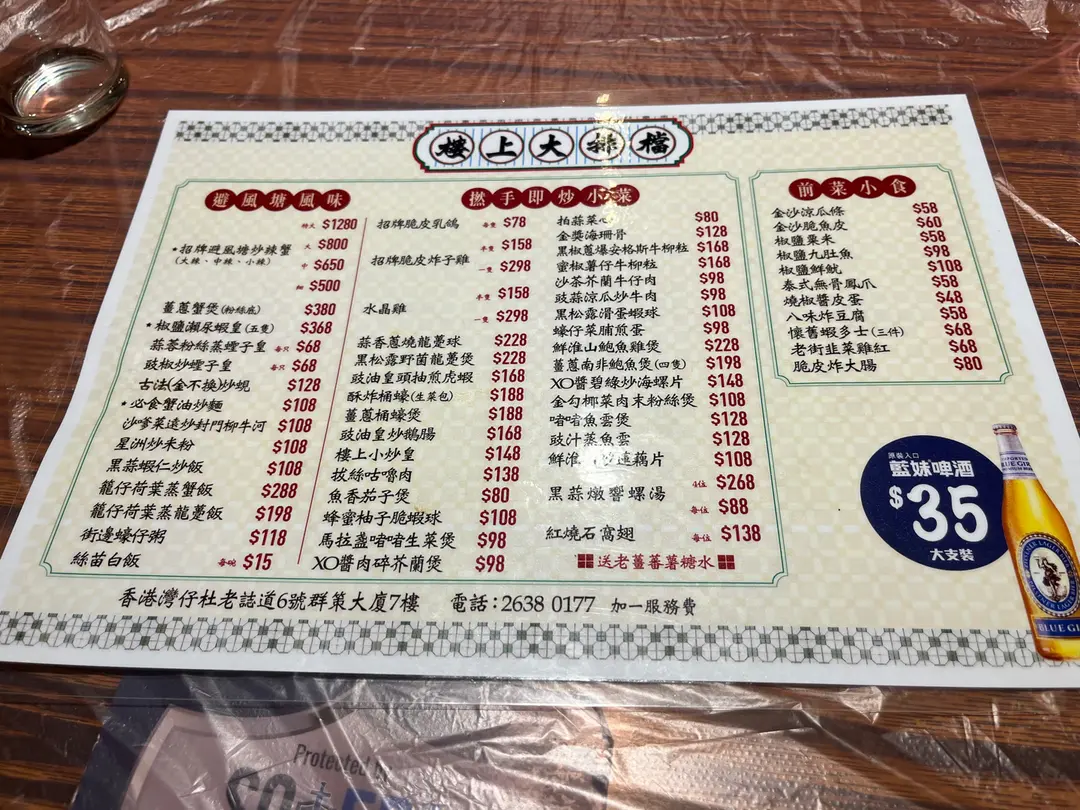 樓上大排檔
避風塘風味
特大 $1280
*招牌避風塘炒辣蟹 大 $800
(大辣、中辣、小辣) 中 $650
細 $500
薑蔥蟹煲(粉絲底) $380
*椒鹽瀨尿蝦皇(五隻) $368
蒜蓉粉絲蒸蟶子皇 每只 $68
豉椒炒蟶子皇 每只 $68
古法(金不換)炒蜆 $128
*必食蟹油炒麵 $108
沙爹菜遠炒封門柳牛河 $108
星洲炒米粉 $108
黑蒜蝦仁炒飯 $108
籠仔荷葉蒸蟹飯 $288
籠仔荷葉蒸龍躉飯 $198
街邊蠔仔粥 $118
絲苗白飯 每碗 $15
撚手即炒小菜
招牌脆皮乳鴿 每隻 $78
招牌脆皮炸子雞 半隻 $158
一隻 $298
水晶雞 半隻 $158
一隻 $298
蒜香蔥燒龍躉球 $228
黑松露野菌龍躉煲 $228
豉油皇頭抽煎虎蝦 $168
酥炸桶蠔(生菜包) $188
薑蔥桶蠔煲 $188
豉油皇炒鵝腸 $168
樓上小炒皇 $148
拔絲咕嚕肉 $138
魚香茄子煲 $80
蜂蜜柚子脆蝦球 $108
馬拉盞啫啫生菜煲 $98
XO醬肉碎芥蘭煲 $98
拍蒜菜心 $80
金獎海珊骨 $128
黑椒蔥爆安格斯牛柳粒 $168
蜜椒薯仔牛柳粒 $168
沙茶芥蘭牛仔肉 $98
豉蒜涼瓜炒牛肉 $98
黑松露滑蛋蝦球 $108
蠔仔菜脯煎蛋 $98
鮮淮山鮑魚雞煲 $228
薑蔥南非鮑魚煲(四隻) $198
XO醬碧綠炒海螺片 $148
金勾椰菜肉末粉絲煲 $108
啫啫魚雲煲 $128
豉汁蒸魚雲 $128
鮮淮 炒蓮藕片 $108
黑蒜燉響螺湯 4位 $268
每位 $88
紅燒石窩翅 每位 $138
送老薑蕃薯糖水
前菜小食
金沙涼瓜條 $58
金沙脆魚皮 $60
椒鹽粟米 $58
椒鹽九肚魚 $98
椒鹽鮮魷 $108
泰式無骨鳳爪 $58
燒椒醬皮蛋 $48
八味炸豆腐 $58
懷舊蝦多士(三件) $68
老街韭菜雞紅 $68
脆皮炸大腸 $80
原裝入口
藍妹啤酒
$35
大支裝
BLUE GIRL
香港灣仔杜老誌道6號群策大廈7樓 電話:2638 0177 加一服務費
Protected by